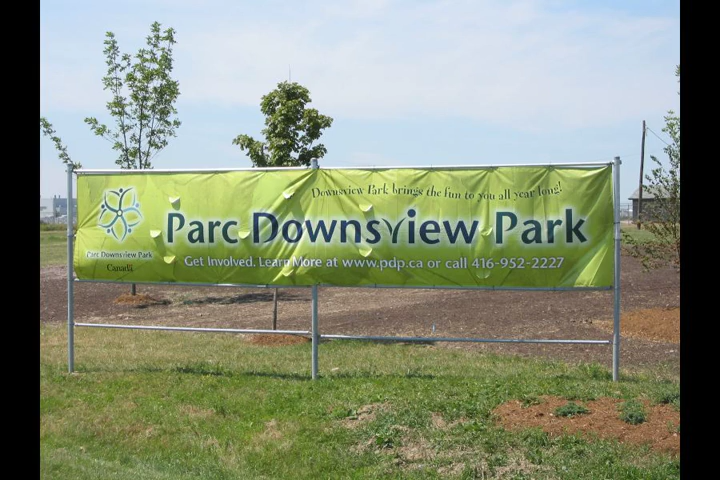 Downsview Park brings the fun to you all year long!
Parc Downsview Park
Parc Downsview Park
Canada
Get Involved. Learn More at www.pdp.ca or call 416-952-2227